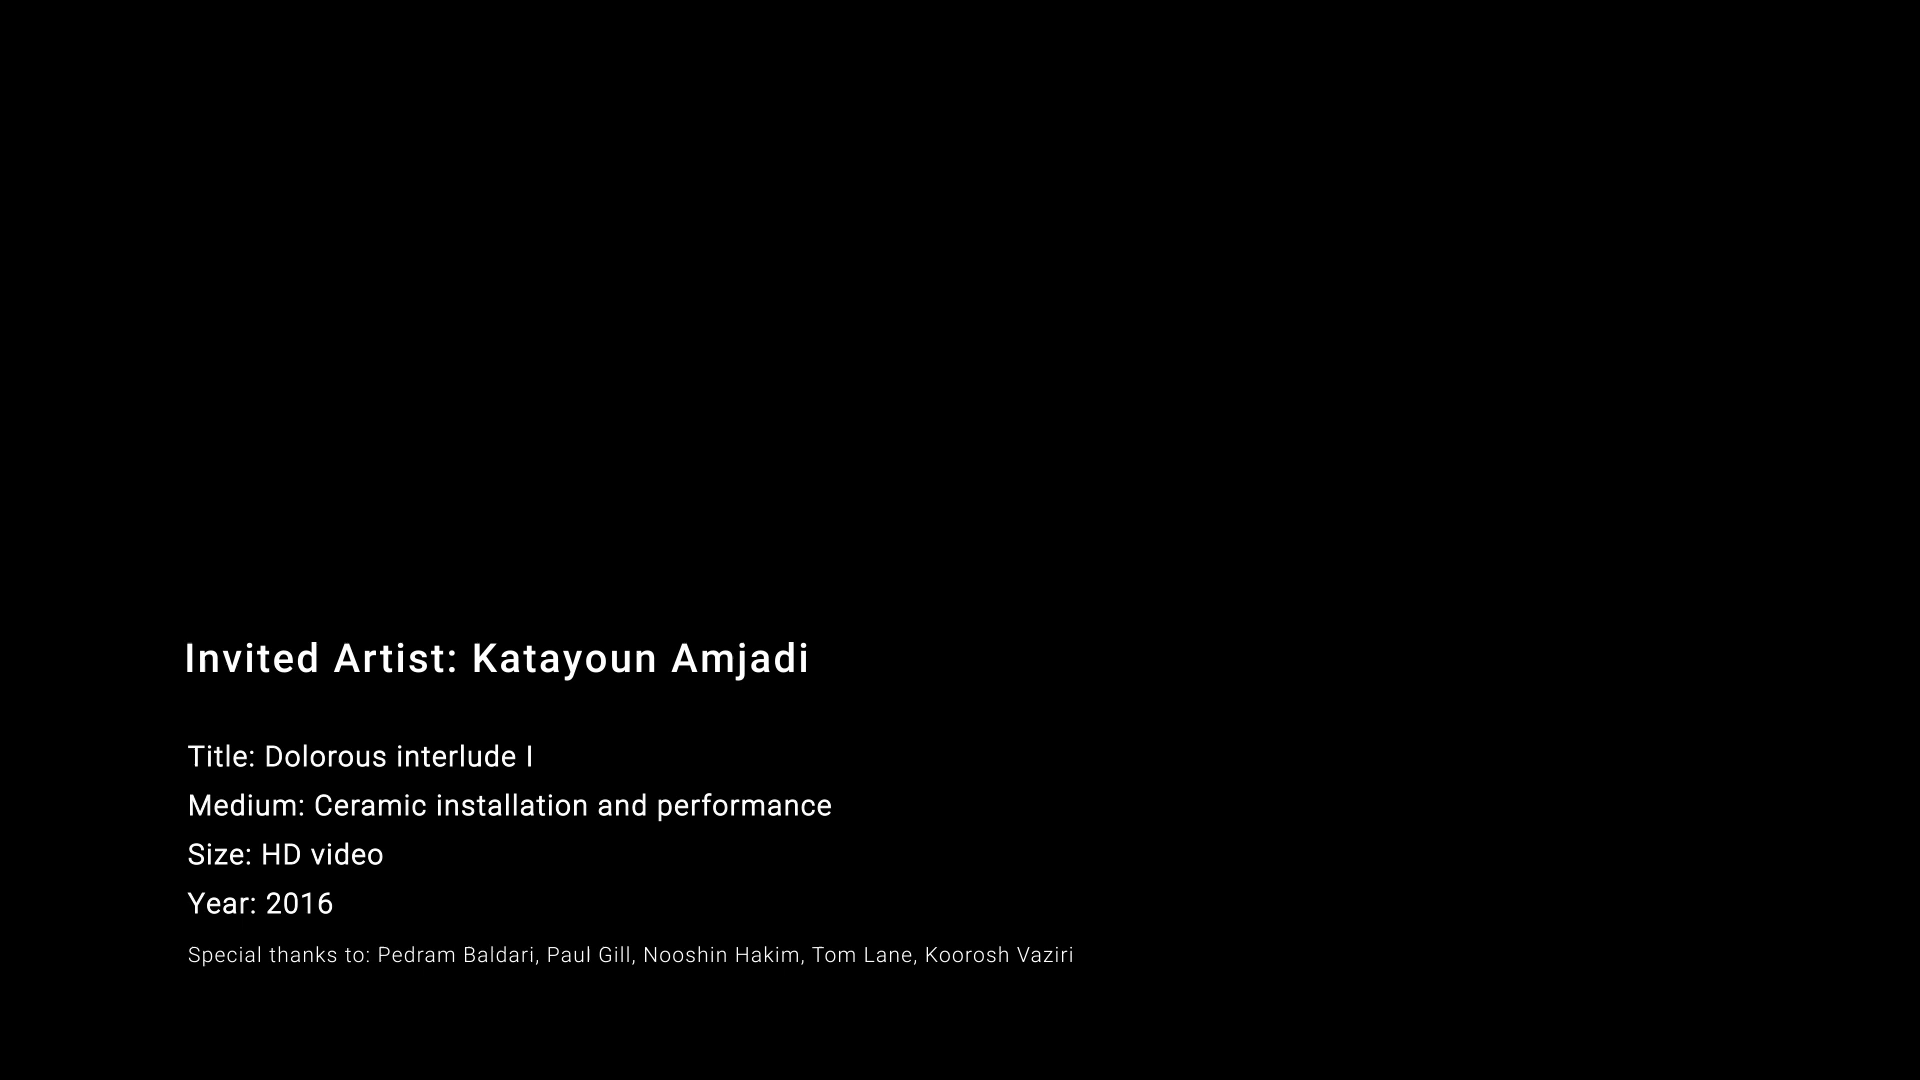 Invited Artist: Katayoun Amjadi
Title: Dolorous interlude I
Medium: Ceramic installation and performance
Size: HD video
Year: 2016
Special thanks to: Pedram Baldari, Paul Gill, Nooshin Hakim, Tom Lane, Koorosh Vaziri